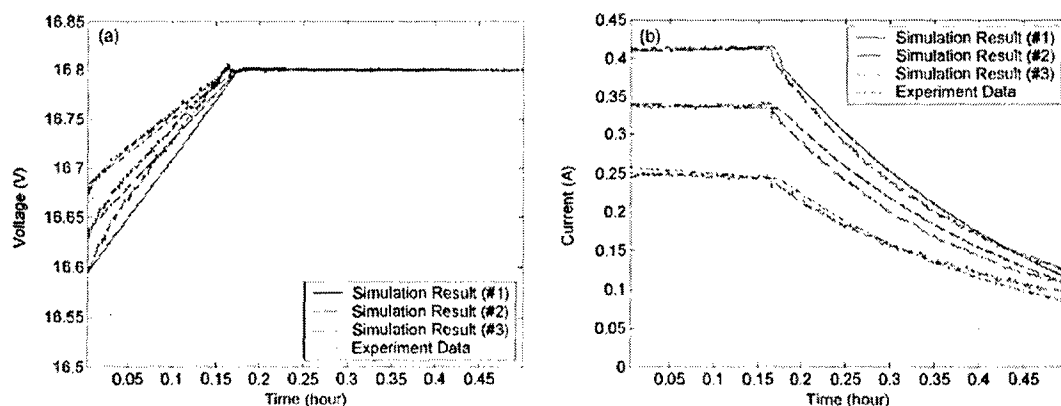 (a)
Voltage (V)
16.85
16.8
16.75
16.7
16.65
16.6
16.55
16.5
0.05 0.1 0.15 0.2 0.25 0.3 0.35 0.4 0.45
Time (hour)
Simulation Result (#1)
Simulation Result (#2)
Simulation Result (#3)
Experiment Data
(b)
Current (A)
0.45
0.4
0.35
0.3
0.25
0.2
0.15
0.1
0.05
0
0.05 0.1 0.15 0.2 0.25 0.3 0.35 0.4 0.45
Time (hour)
Simulation Result (#1)
Simulation Result (#2)
Simulation Result (#3)
Experiment Data